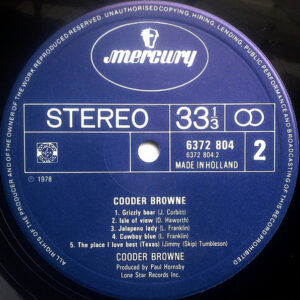 ALL RIGHTS OF THE PRODUCER AND OF THE OWNER OF THE WORK REPRODUCED RESERVED. UNAUTHORISED COPYING, HIRING, LENDING, PUBLIC PERFORMANCE AND BROADCASTING OF THIS RECORD PROHIBITED
mercury
STEREO 33 1/3
6372 804
6372 804.2
MADE IN HOLLAND
2
℗ 1978
COODER BROWNE
1. Grizzly bear (J. Corbitt)
2. Isle of view (D. Haworth)
3. Jalapeno lady (L. Franklin)
4. Cowboy blue (L. Franklin)
5. The place I love best (Texas) (Jimmy (Skip) Tumbleson)
COODER BROWNE
Produced by Paul Hornsby
Lone Star Records Inc.